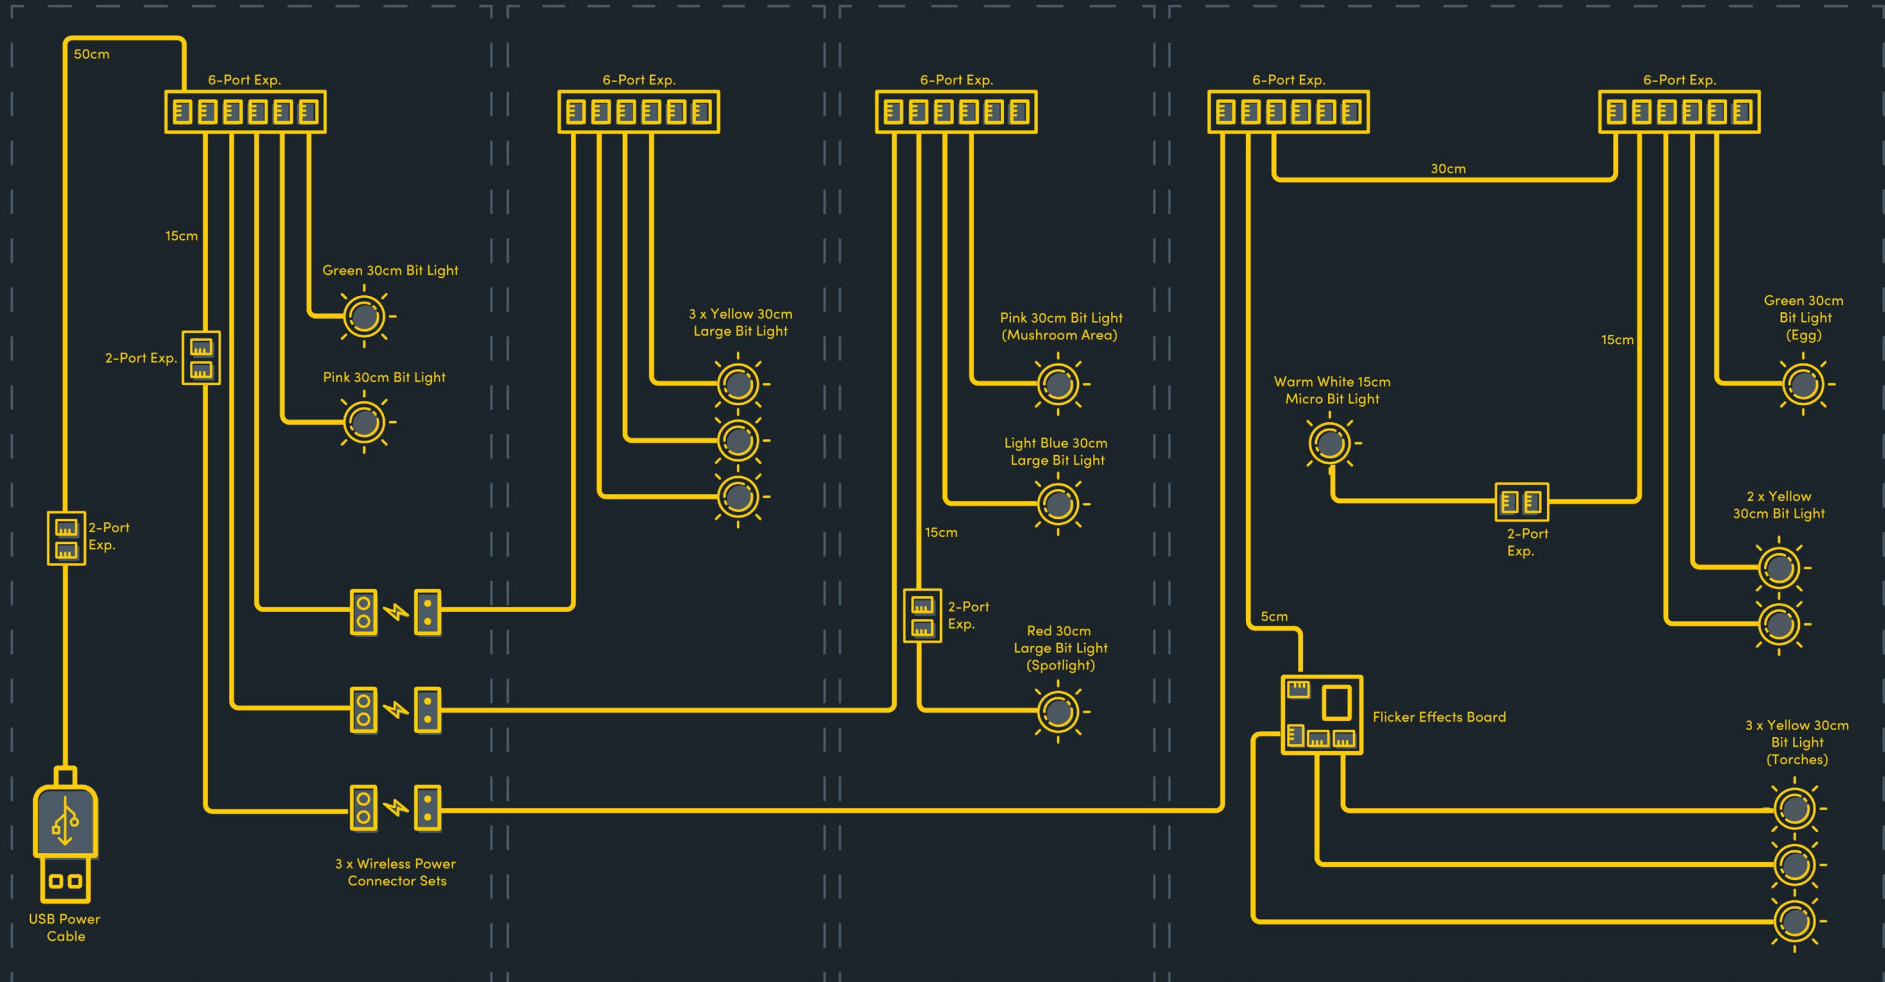 50cm
6-Port Exp.
6-Port Exp.
6-Port Exp.
6-Port Exp.
6-Port Exp.
30cm
15cm
Green 30cm Bit Light
2-Port Exp.
Pink 30cm Bit Light
3 x Yellow 30cm
Large Bit Light
Pink 30cm Bit Light
(Mushroom Area)
Light Blue 30cm
Large Bit Light
15cm
2-Port
Exp.
Red 30cm
Large Bit Light
(Spotlight)
Warm White 15cm
Micro Bit Light
15cm
Green 30cm
Bit Light
(Egg)
2-Port
Exp.
2 x Yellow
30cm Bit Light
5cm
Flicker Effects Board
3 x Yellow 30cm
Bit Light
(Torches)
2-Port
Exp.
3 x Wireless Power
Connector Sets
USB Power
Cable